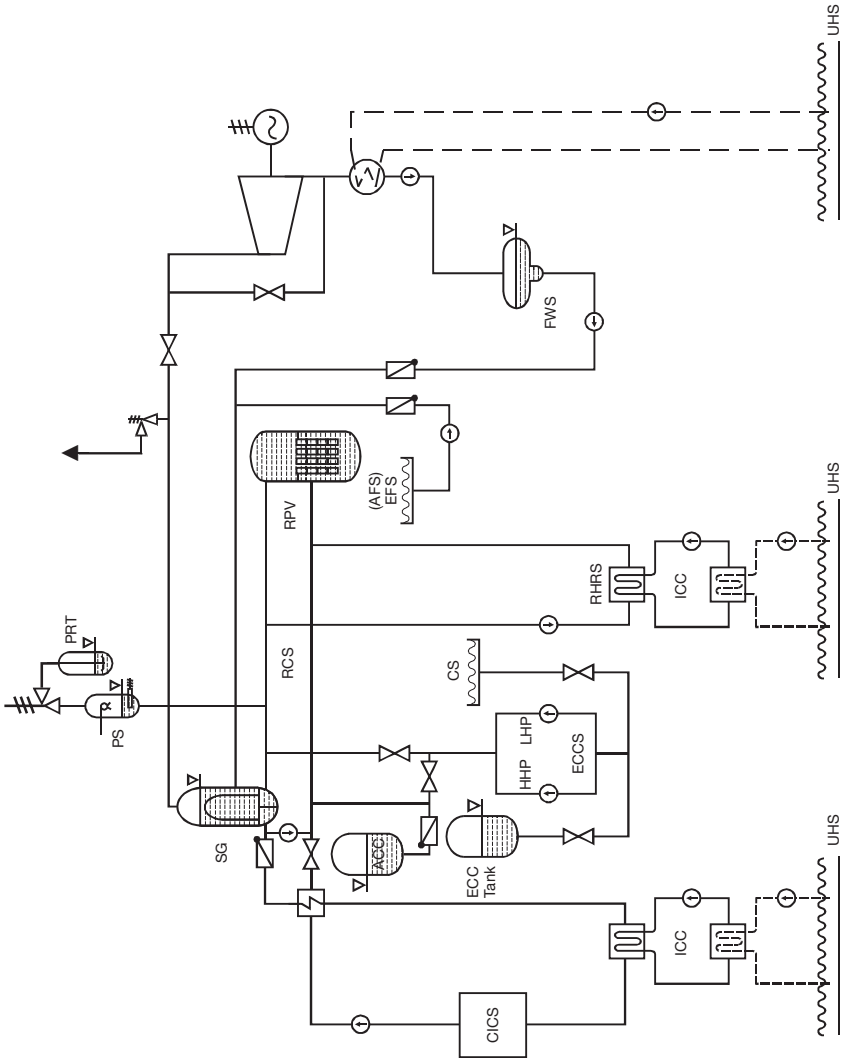 UHS
FWS
(AFS)
EFS
RPV
UHS
RHRS
ICC
PRT
RCS
CS
PS
LHP
HHP
ECCS
SG
ACC
ECC
Tank
UHS
ICC
CICS